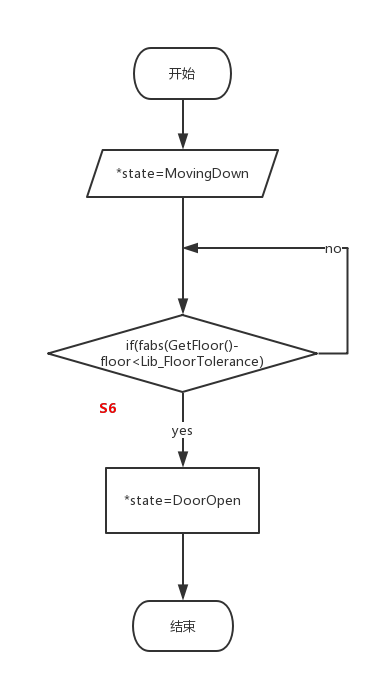 开始
*state=MovingDown
no
if(fabs(GetFloor()-
floor<Lib_FloorTolerance)
S6
yes
*state=DoorOpen
结束